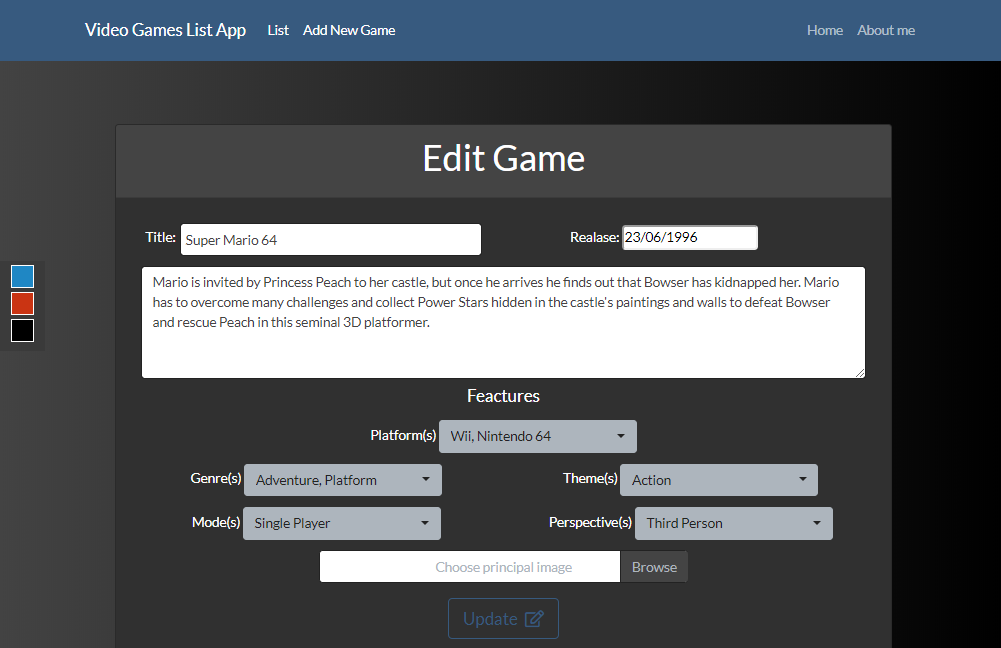 Video Games List App List Add New Game Home About me
Edit Game
Title: Super Mario 64 Realase: 23/06/1996
Mario is invited by Princess Peach to her castle, but once he arrives he finds out that Bowser has kidnapped her. Mario
has to overcome many challenges and collect Power Stars hidden in the castle's paintings and walls to defeat Bowser
and rescue Peach in this seminal 3D platformer.
Feactures
Platform(s) Wii, Nintendo 64
Genre(s) Adventure, Platform Theme(s) Action
Mode(s) Single Player Perspective(s) Third Person
Choose principal image Browse
Update